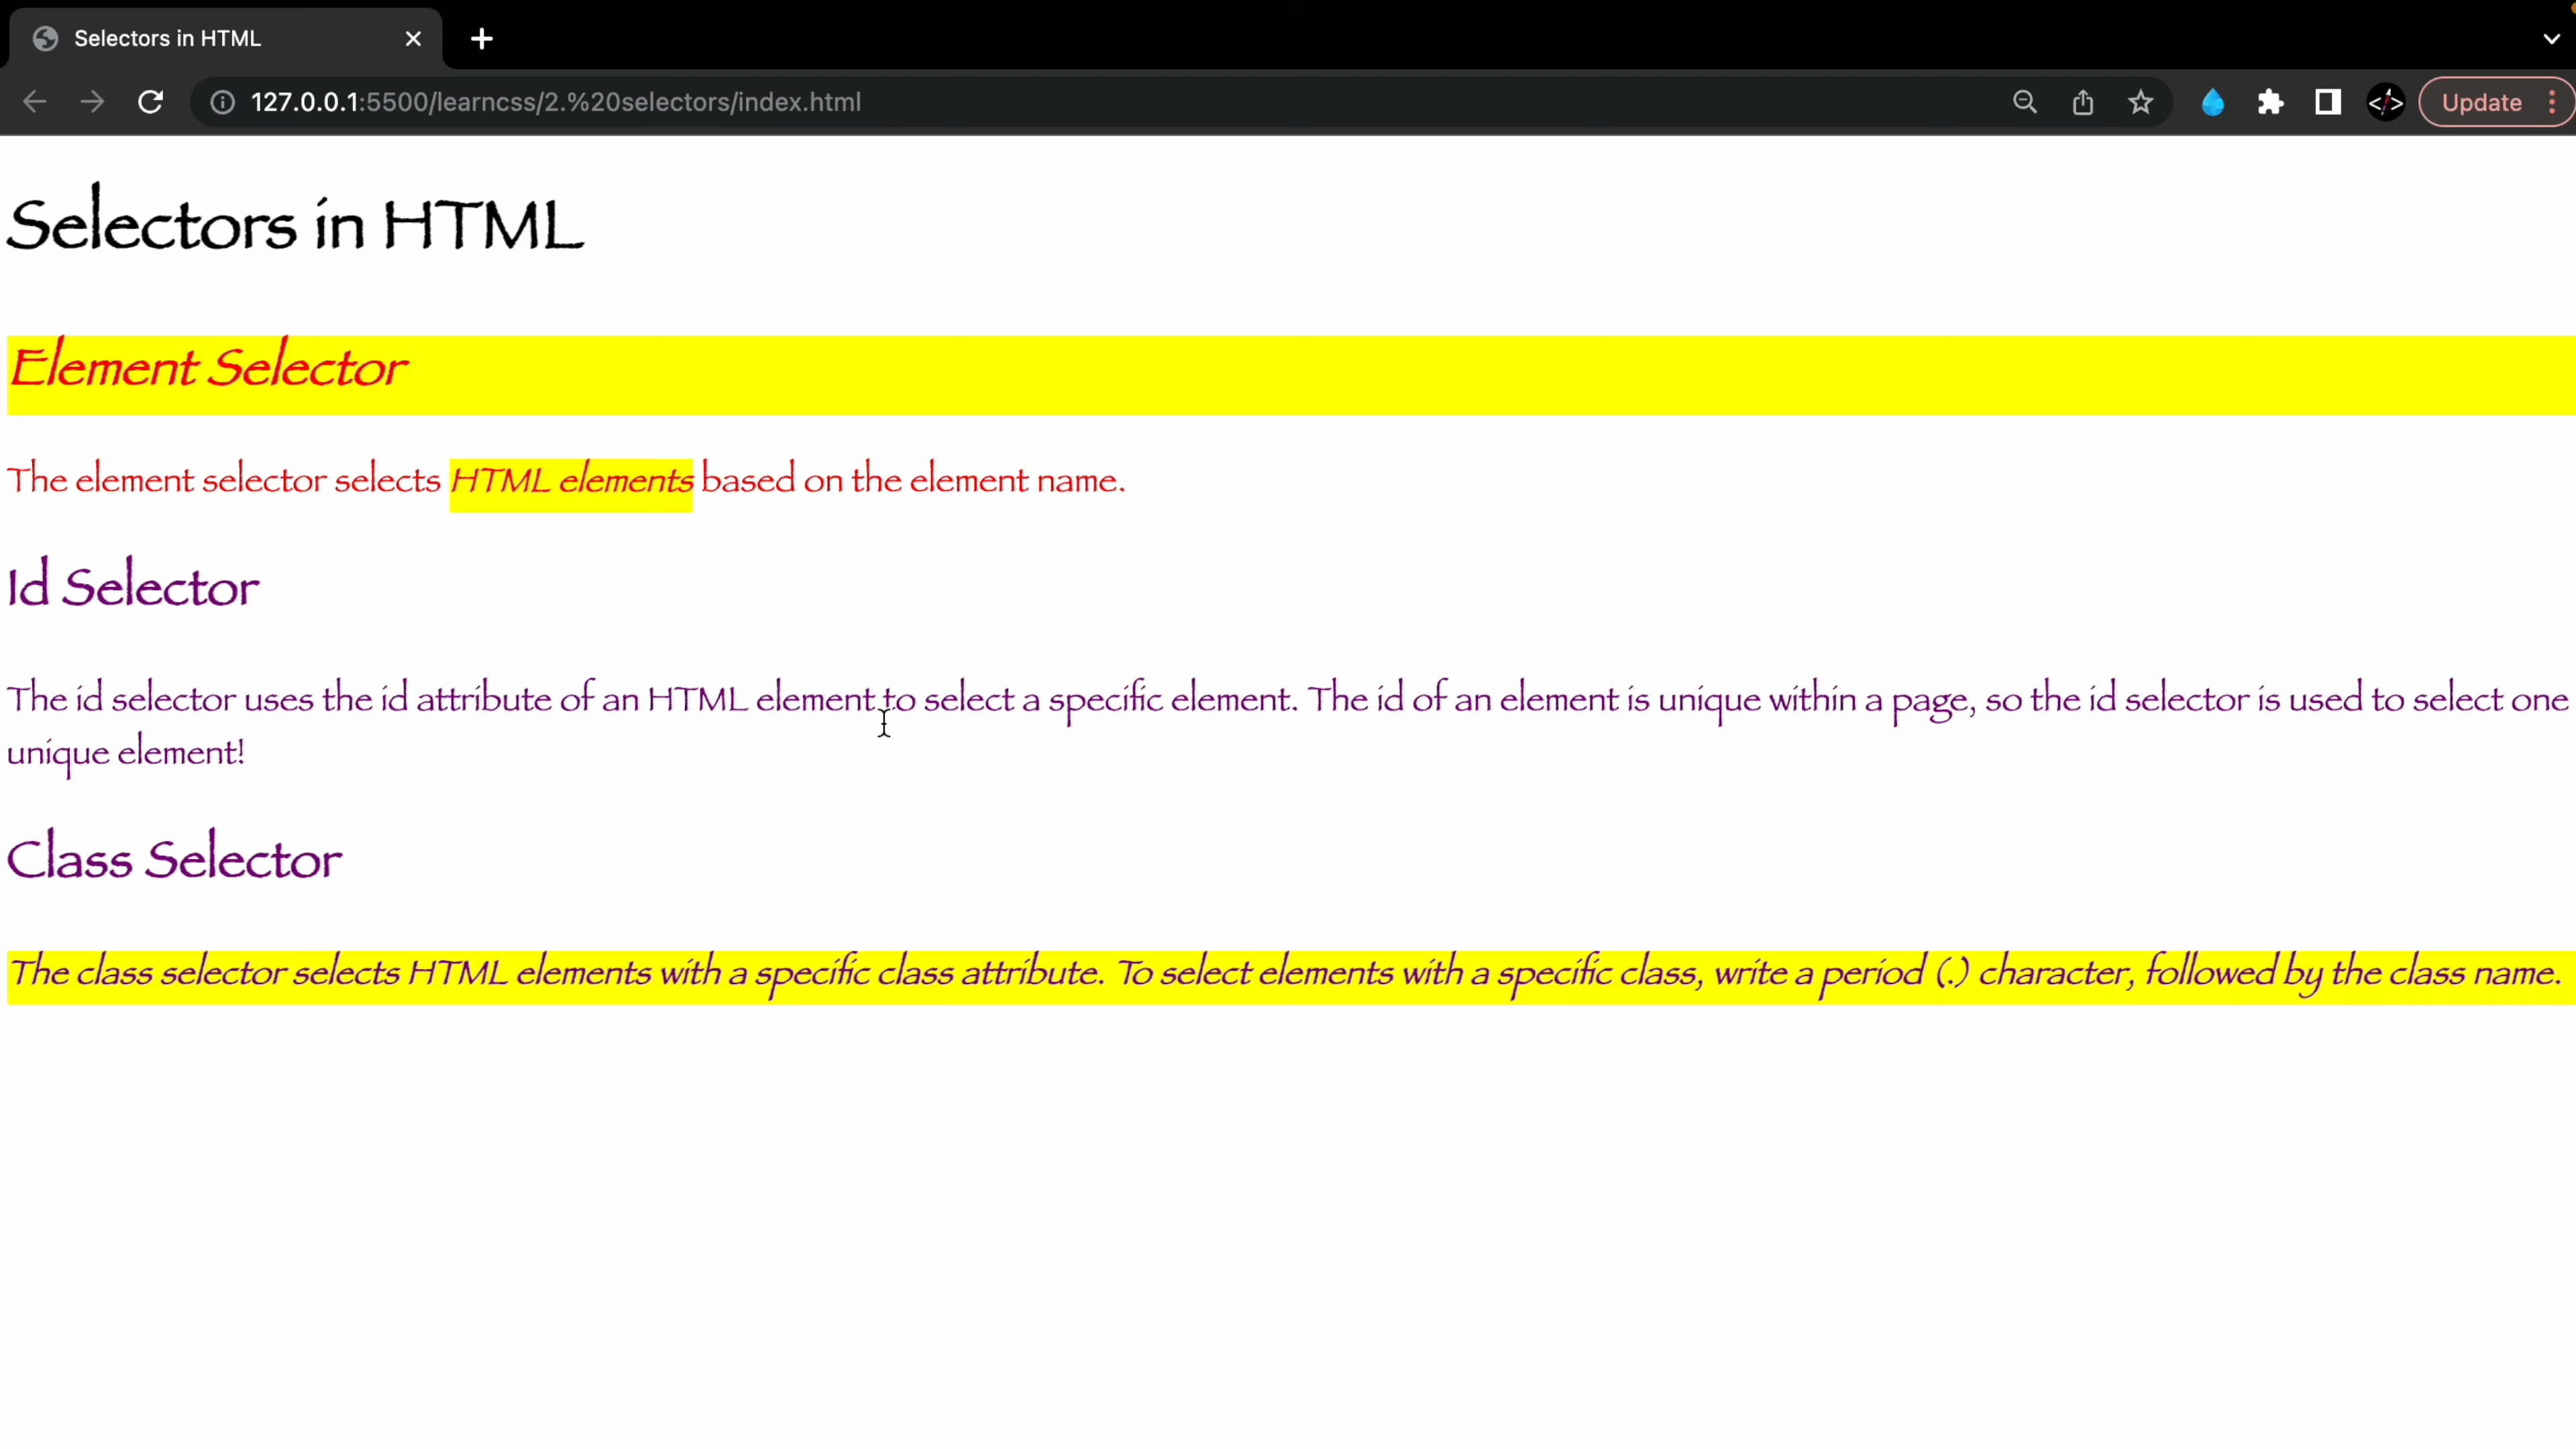 Selectors in HTML
127.0.0.1:5500/learncss/2.%20selectors/index.html
Update
Selectors in HTML
Element Selector
The element selector selects HTML elements based on the element name.
Id Selector
The id selector uses the id attribute of an HTML element to select a specific element. The id of an element is unique within a page, so the id selector is used to select one
unique element!
Class Selector
The class selector selects HTML elements with a specific class attribute. To select elements with a specific class, write a period (.) character, followed by the class name.